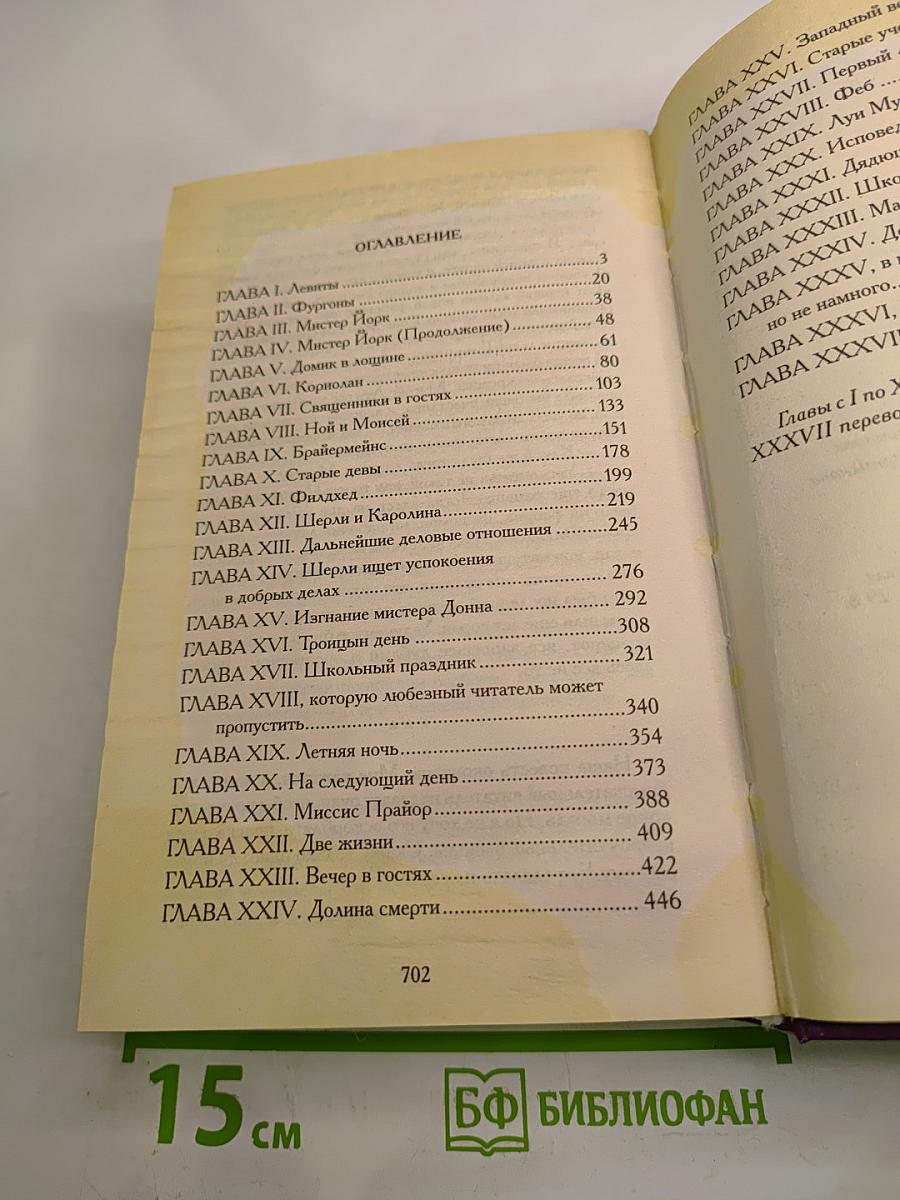 ОГЛАВЛЕНИЕ
ГЛАВА I. Левиты ........3
ГЛАВА II. Фургоны ........20
ГЛАВА III. Мистер Йорк ........38
ГЛАВА IV. Мистер Йорк (Продолжение) ........48
ГЛАВА V. Домик в лощине ........61
ГЛАВА VI. Кориолан ........80
ГЛАВА VII. Священники в гостях ........103
ГЛАВА VIII. Ной и Моисей ........133
ГЛАВА IX. Брайермейнс ........151
ГЛАВА X. Старые девы ........178
ГЛАВА XI. Филдхед ........199
ГЛАВА XII. Шерли и Каролина ........219
ГЛАВА XIII. Дальнейшие деловые отношения ........245
ГЛАВА XIV. Шерли ищет успокоения
в добрых делах ........276
ГЛАВА XV. Изгнание мистера Донна ........292
ГЛАВА XVI. Троицын день ........308
ГЛАВА XVII. Школьный праздник ........321
ГЛАВА XVIII, которую любезный читатель может
пропустить ........340
ГЛАВА XIX. Летняя ночь ........354
ГЛАВА XX. На следующий день ........373
ГЛАВА XXI. Миссис Прайор ........388
ГЛАВА XXII. Две жизни ........409
ГЛАВА XXIII. Вечер в гостях ........422
ГЛАВА XXIV. Долина смерти ........446
702
ГЛАВА XXV. Западный
ГЛАВА XXVI. Старые
ГЛАВА XXVII. Первый
ГЛАВА XXVIII. Феб ...
ГЛАВА XXIX. Луи
ГЛАВА XXX.
ГЛАВА XXXI.
ГЛАВА XXXII.
ГЛАВА XXXIII.
ГЛАВА XXXIV.
ГЛАВА XXXV, в
но не намного...
ГЛАВА XXXVI,
ГЛАВА XXXVII
Главы с I по
XXXVII
15 см
БФ БИБЛИОФАН